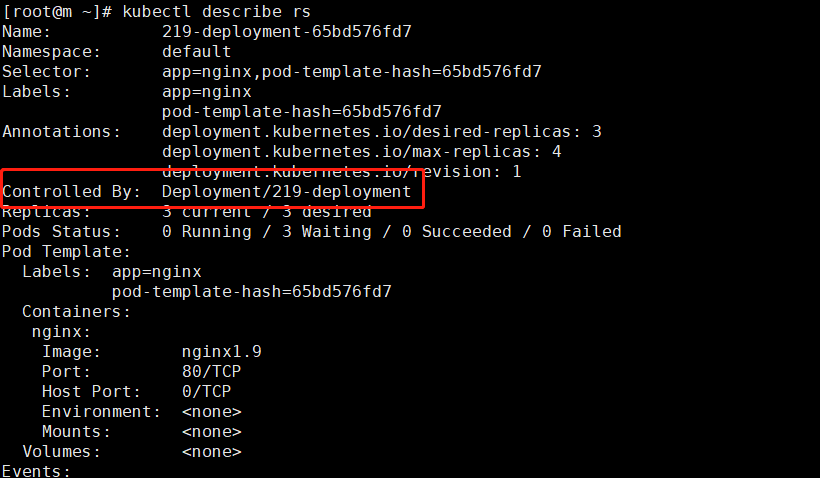 [root@m ~]# kubectl describe rs
Name:           219-deployment-65bd576fd7
Namespace:      default
Selector:       app=nginx,pod-template-hash=65bd576fd7
Labels:         app=nginx
                pod-template-hash=65bd576fd7
Annotations:    deployment.kubernetes.io/desired-replicas: 3
                deployment.kubernetes.io/max-replicas: 4
                deployment.kubernetes.io/revision: 1
Controlled By:  Deployment/219-deployment
Replicas:       3 current / 3 desired
Pods Status:    0 Running / 3 Waiting / 0 Succeeded / 0 Failed
Pod Template:
  Labels:  app=nginx
           pod-template-hash=65bd576fd7
  Containers:
   nginx:
    Image:        nginx1.9
    Port:         80/TCP
    Host Port:    0/TCP
    Environment:  <none>
    Mounts:       <none>
  Volumes:        <none>
Events: